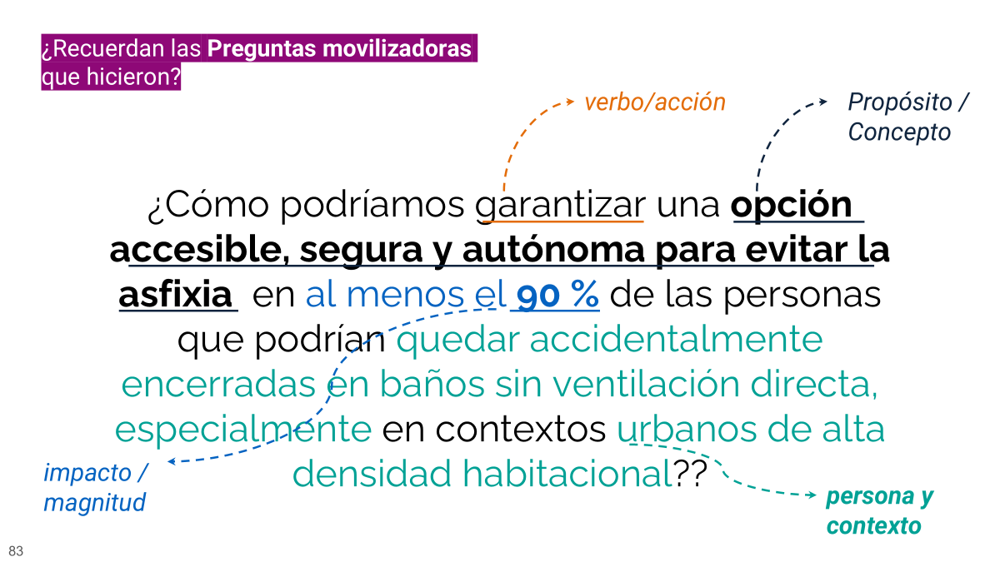 ¿Recuerdan las Preguntas movilizadoras
que hicieron?
verbo/acción
Propósito /
Concepto
¿Cómo podríamos garantizar una opción
accesible, segura y autónoma para evitar la
asfixia en al menos el 90 % de las personas
que podrían quedar accidentalmente
encerradas en baños sin ventilación directa,
especialmente en contextos urbanos de alta
densidad habitacional??
impacto /
magnitud
persona y
contexto
83